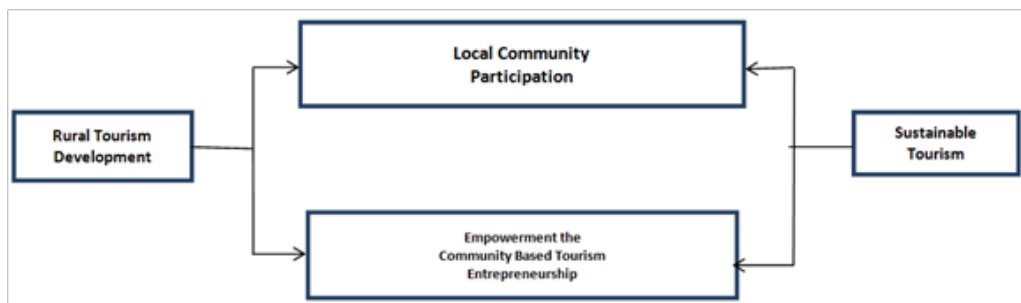 Local Community
Participation
Rural Tourism
Development
Sustainable
Tourism
Empowerment the
Community Based Tourism
Entrepreneurship